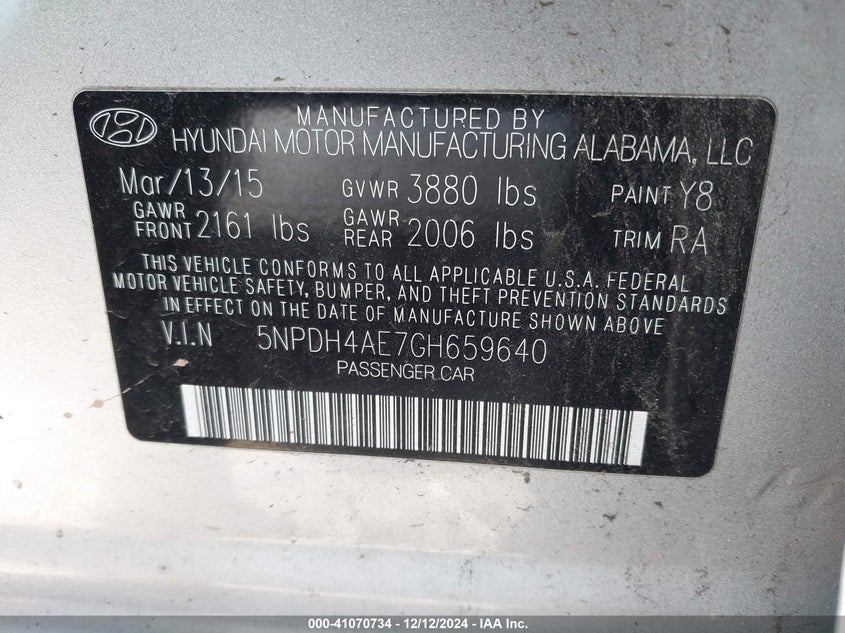 MANUFACTURED BY
HYUNDAI MOTOR MANUFACTURING ALABAMA, LLC
Mar/13/15 GVWR 3880 lbs PAINT Y8
GAWR FRONT 2161 lbs GAWR REAR 2006 lbs TRIM RA
THIS VEHICLE CONFORMS TO ALL APPLICABLE U.S.A. FEDERAL
MOTOR VEHICLE SAFETY, BUMPER, AND THEFT PREVENTION STANDARDS
IN EFFECT ON THE DATE OF MANUFACTURE SHOWN ABOVE.
V.I.N 5NPDH4AE7GH659640
PASSENGER CAR
000-41070734 - 12/12/2024 - IAA Inc.